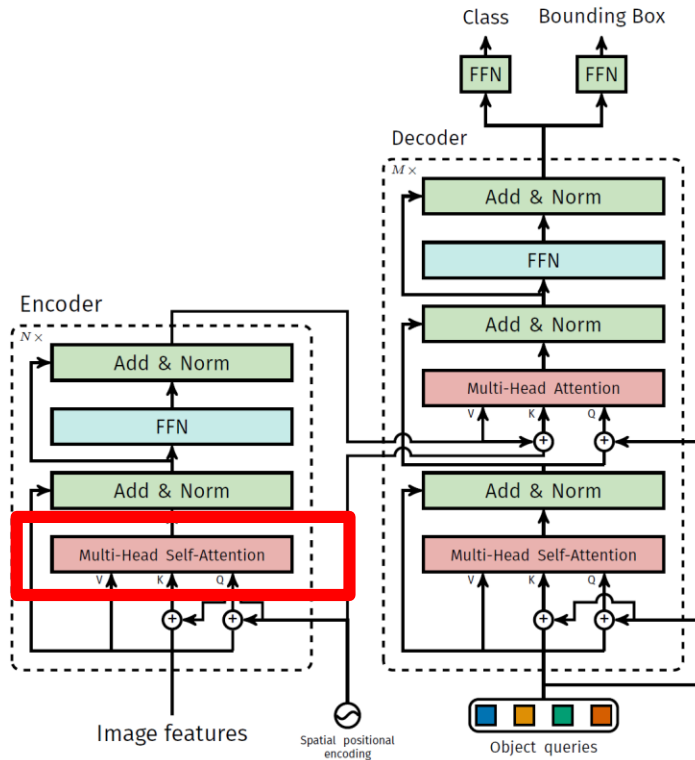 Class
Bounding Box
FFN
FFN
Decoder
M×
Add & Norm
FFN
Add & Norm
Multi-Head Attention
V
K
Q
Add & Norm
Multi-Head Self-Attention
V
K
Q
Object queries
Encoder
N×
Add & Norm
FFN
Add & Norm
Multi-Head Self-Attention
V
K
Q
Image features
Spatial positional
encoding